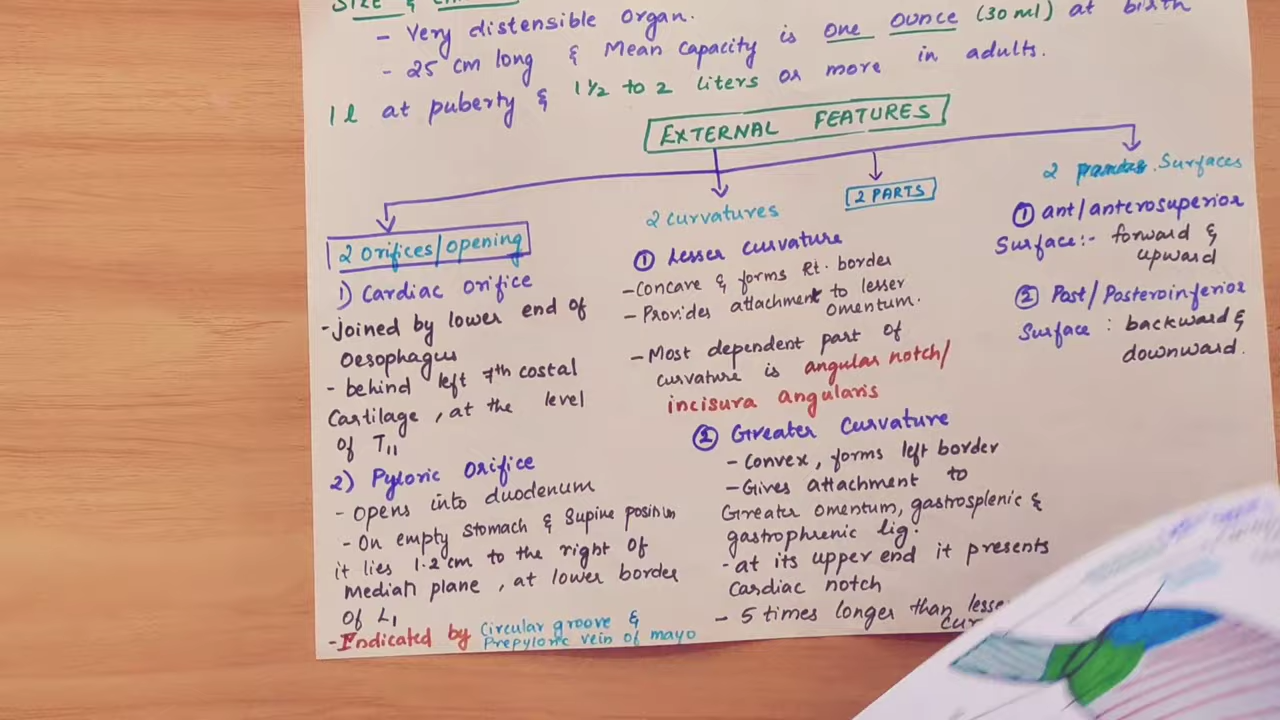 SIZE &
- Very distensible organ.
- 25 cm long & Mean capacity is one ounce (30 ml) at birth
1 l at puberty & 1½ to 2 liters or more in adults.
EXTERNAL FEATURES
2 Orifices/opening
1) Cardiac orifice
- joined by lower end of
Oesophagus
- behind left 7th costal
Cartilage, at the level
of T₁₁
2) Pyloric Orifice
- opens into duodenum
- On empty stomach & Supine position
it lies 1.2 cm to the right of
Median plane, at lower border
of L₁
- Indicated by Circular groove &
Prepyloric vein of mayo
2 curvatures
① Lesser curvature
- Concave & forms Rt. border
- Provides attachment to lesser
omentum.
- Most dependent part of
curvature is angular notch/
incisura angularis
② Greater Curvature
- Convex, forms left border
- Gives attachment to
Greater omentum, gastrosplenic &
gastrophrenic lig.
- at its upper end it presents
Cardiac notch
- 5 times longer than lesse
cur
2 PARTS
2 Surfaces
① ant/anterosuperior
Surface:- forward &
upward
② Post/Posteroinferior
Surface : backward &
downward.